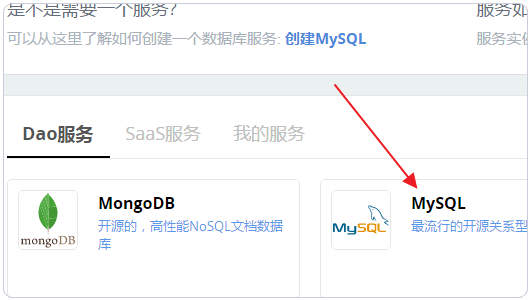 是不是需要一个服务？
服务如
可以从这里了解如何创建一个数据库服务: 创建MySQL
服务实例
Dao服务
SaaS服务
我的服务
mongoDB
MongoDB
开源的，高性能NoSQL文档数据
库
MySQL
MySQL
最流行的开源关系型